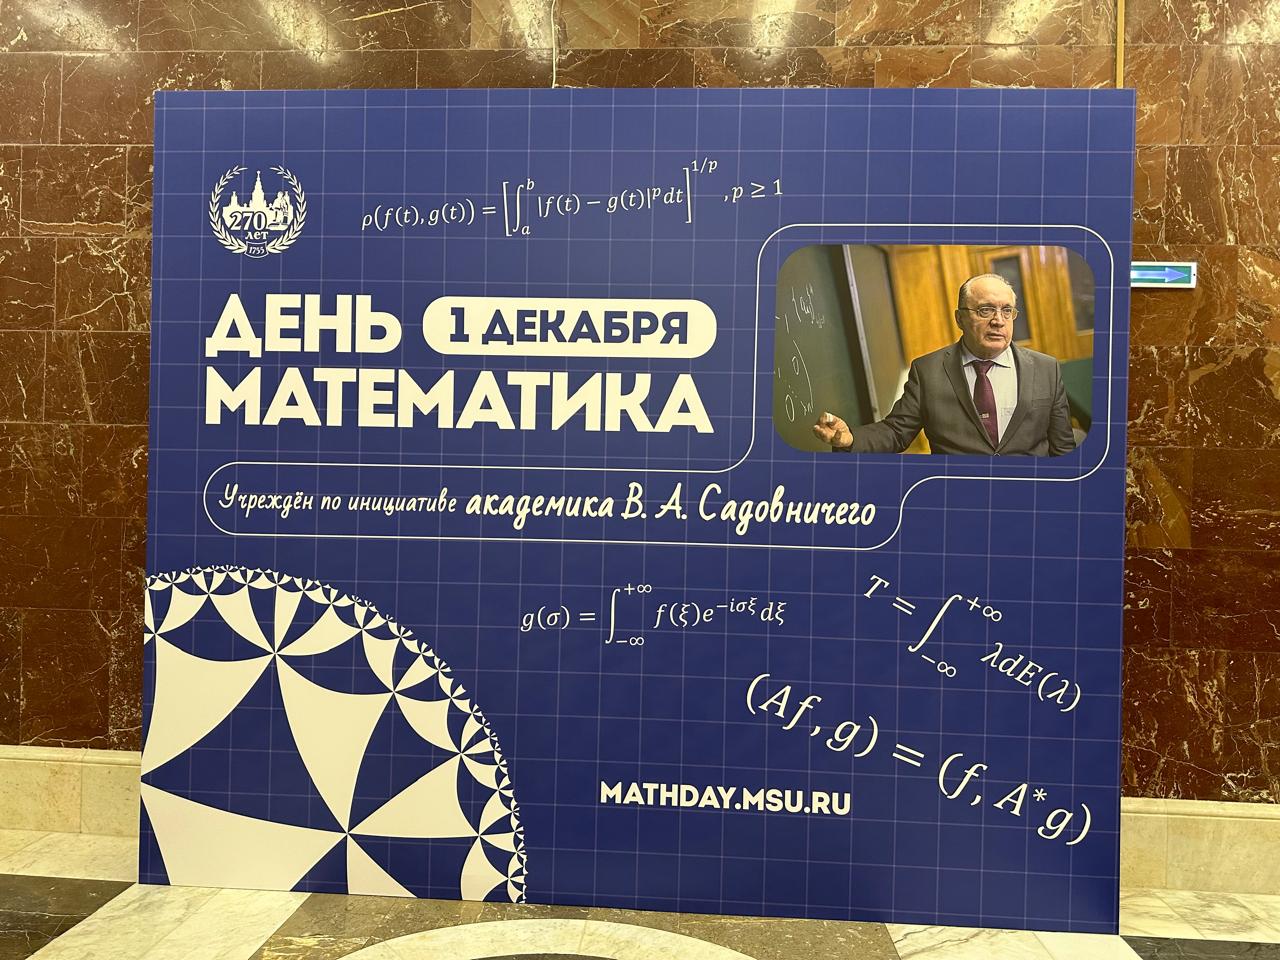 270
лет
1755
ρ(f(t), g(t)) = [∫_a^b |f(t) − g(t)|^p dt]^{1/p}, p ≥ 1
ДЕНЬ 1 ДЕКАБРЯ
МАТЕМАТИКА
Учреждён по инициативе академика В. А. Садовничего
g(σ) = ∫_{−∞}^{+∞} f(ξ)e^{−iσξ} dξ
T = ∫_{−∞}^{+∞} λdE(λ)
(Af, g) = (f, A*g)
MATHDAY.MSU.RU